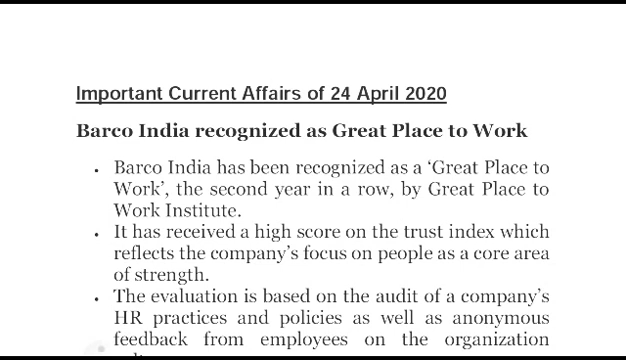 Important Current Affairs of 24 April 2020
Barco India recognized as Great Place to Work
• Barco India has been recognized as a ‘Great Place to
Work’, the second year in a row, by Great Place to
Work Institute.
• It has received a high score on the trust index which
reflects the company’s focus on people as a core area
of strength.
• The evaluation is based on the audit of a company’s
HR practices and policies as well as anonymous
feedback from employees on the organization